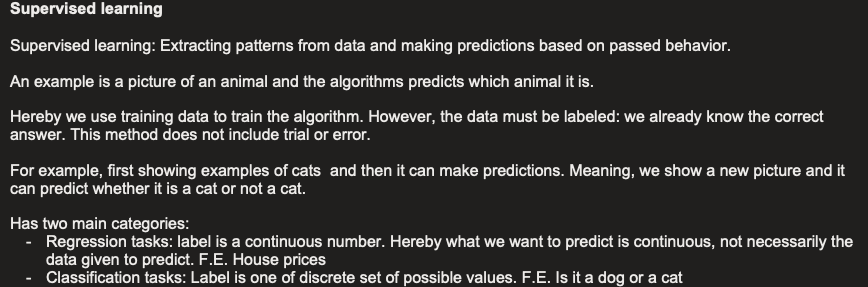 Supervised learning
Supervised learning: Extracting patterns from data and making predictions based on passed behavior.
An example is a picture of an animal and the algorithms predicts which animal it is.
Hereby we use training data to train the algorithm. However, the data must be labeled: we already know the correct
answer. This method does not include trial or error.
For example, first showing examples of cats  and then it can make predictions. Meaning, we show a new picture and it
can predict whether it is a cat or not a cat.
Has two main categories:
- Regression tasks: label is a continuous number. Hereby what we want to predict is continuous, not necessarily the
data given to predict. F.E. House prices
- Classification tasks: Label is one of discrete set of possible values. F.E. Is it a dog or a cat